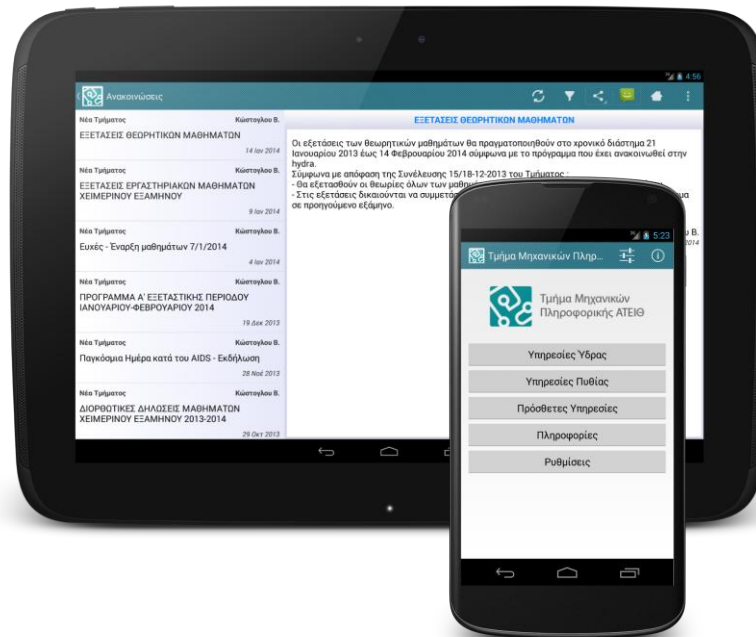 4:56
Ανακοινώσεις
Νέα Τμήματος Κώστογλου Β.
ΕΞΕΤΑΣΕΙΣ ΘΕΩΡΗΤΙΚΩΝ ΜΑΘΗΜΑΤΩΝ
14 Ιαν 2014
Νέα Τμήματος Κώστογλου Β.
ΕΞΕΤΑΣΕΙΣ ΕΡΓΑΣΤΗΡΙΑΚΩΝ ΜΑΘΗΜΑΤΩΝ
ΧΕΙΜΕΡΙΝΟΥ ΕΞΑΜΗΝΟΥ
9 Ιαν 2014
Νέα Τμήματος Κώστογλου Β.
Ευχές - Έναρξη μαθημάτων 7/1/2014
4 Ιαν 2014
Νέα Τμήματος Κώστογλου Β.
ΠΡΟΓΡΑΜΜΑ Α' ΕΞΕΤΑΣΤΙΚΗΣ ΠΕΡΙΟΔΟΥ
ΙΑΝΟΥΑΡΙΟΥ-ΦΕΒΡΟΥΑΡΙΟΥ 2014
19 Δεκ 2013
Νέα Τμήματος Κώστογλου Β.
Παγκόσμια Ημέρα κατά του AIDS - Εκδήλωση
28 Νοέ 2013
Νέα Τμήματος Κώστογλου Β.
ΔΙΟΡΘΩΤΙΚΕΣ ΔΗΛΩΣΕΙΣ ΜΑΘΗΜΑΤΩΝ
ΧΕΙΜΕΡΙΝΟΥ ΕΞΑΜΗΝΟΥ 2013-2014
29 Οκτ 2013
ΕΞΕΤΑΣΕΙΣ ΘΕΩΡΗΤΙΚΩΝ ΜΑΘΗΜΑΤΩΝ
Οι εξετάσεις των θεωρητικών μαθημάτων θα πραγματοποιηθούν στο χρονικό διάστημα 21
Ιανουαρίου 2013 έως 14 Φεβρουαρίου 2014 σύμφωνα με το πρόγραμμα που έχει ανακοινωθεί στην
hydra.
Σύμφωνα με απόφαση της Συνέλευσης 15/18-12-2013 του Τμήματος :
- Θα εξετασθούν οι θεωρίες όλων των
- Στις εξετάσεις δικαιούνται να
σε προηγούμενο εξάμηνο.
Β.
2014
5:23
Τμήμα Μηχανικών Πληρ...
Τμήμα Μηχανικών
Πληροφορικής ΑΤΕΙΘ
Υπηρεσίες Ύδρας
Υπηρεσίες Πυθίας
Πρόσθετες Υπηρεσίες
Πληροφορίες
Ρυθμίσεις